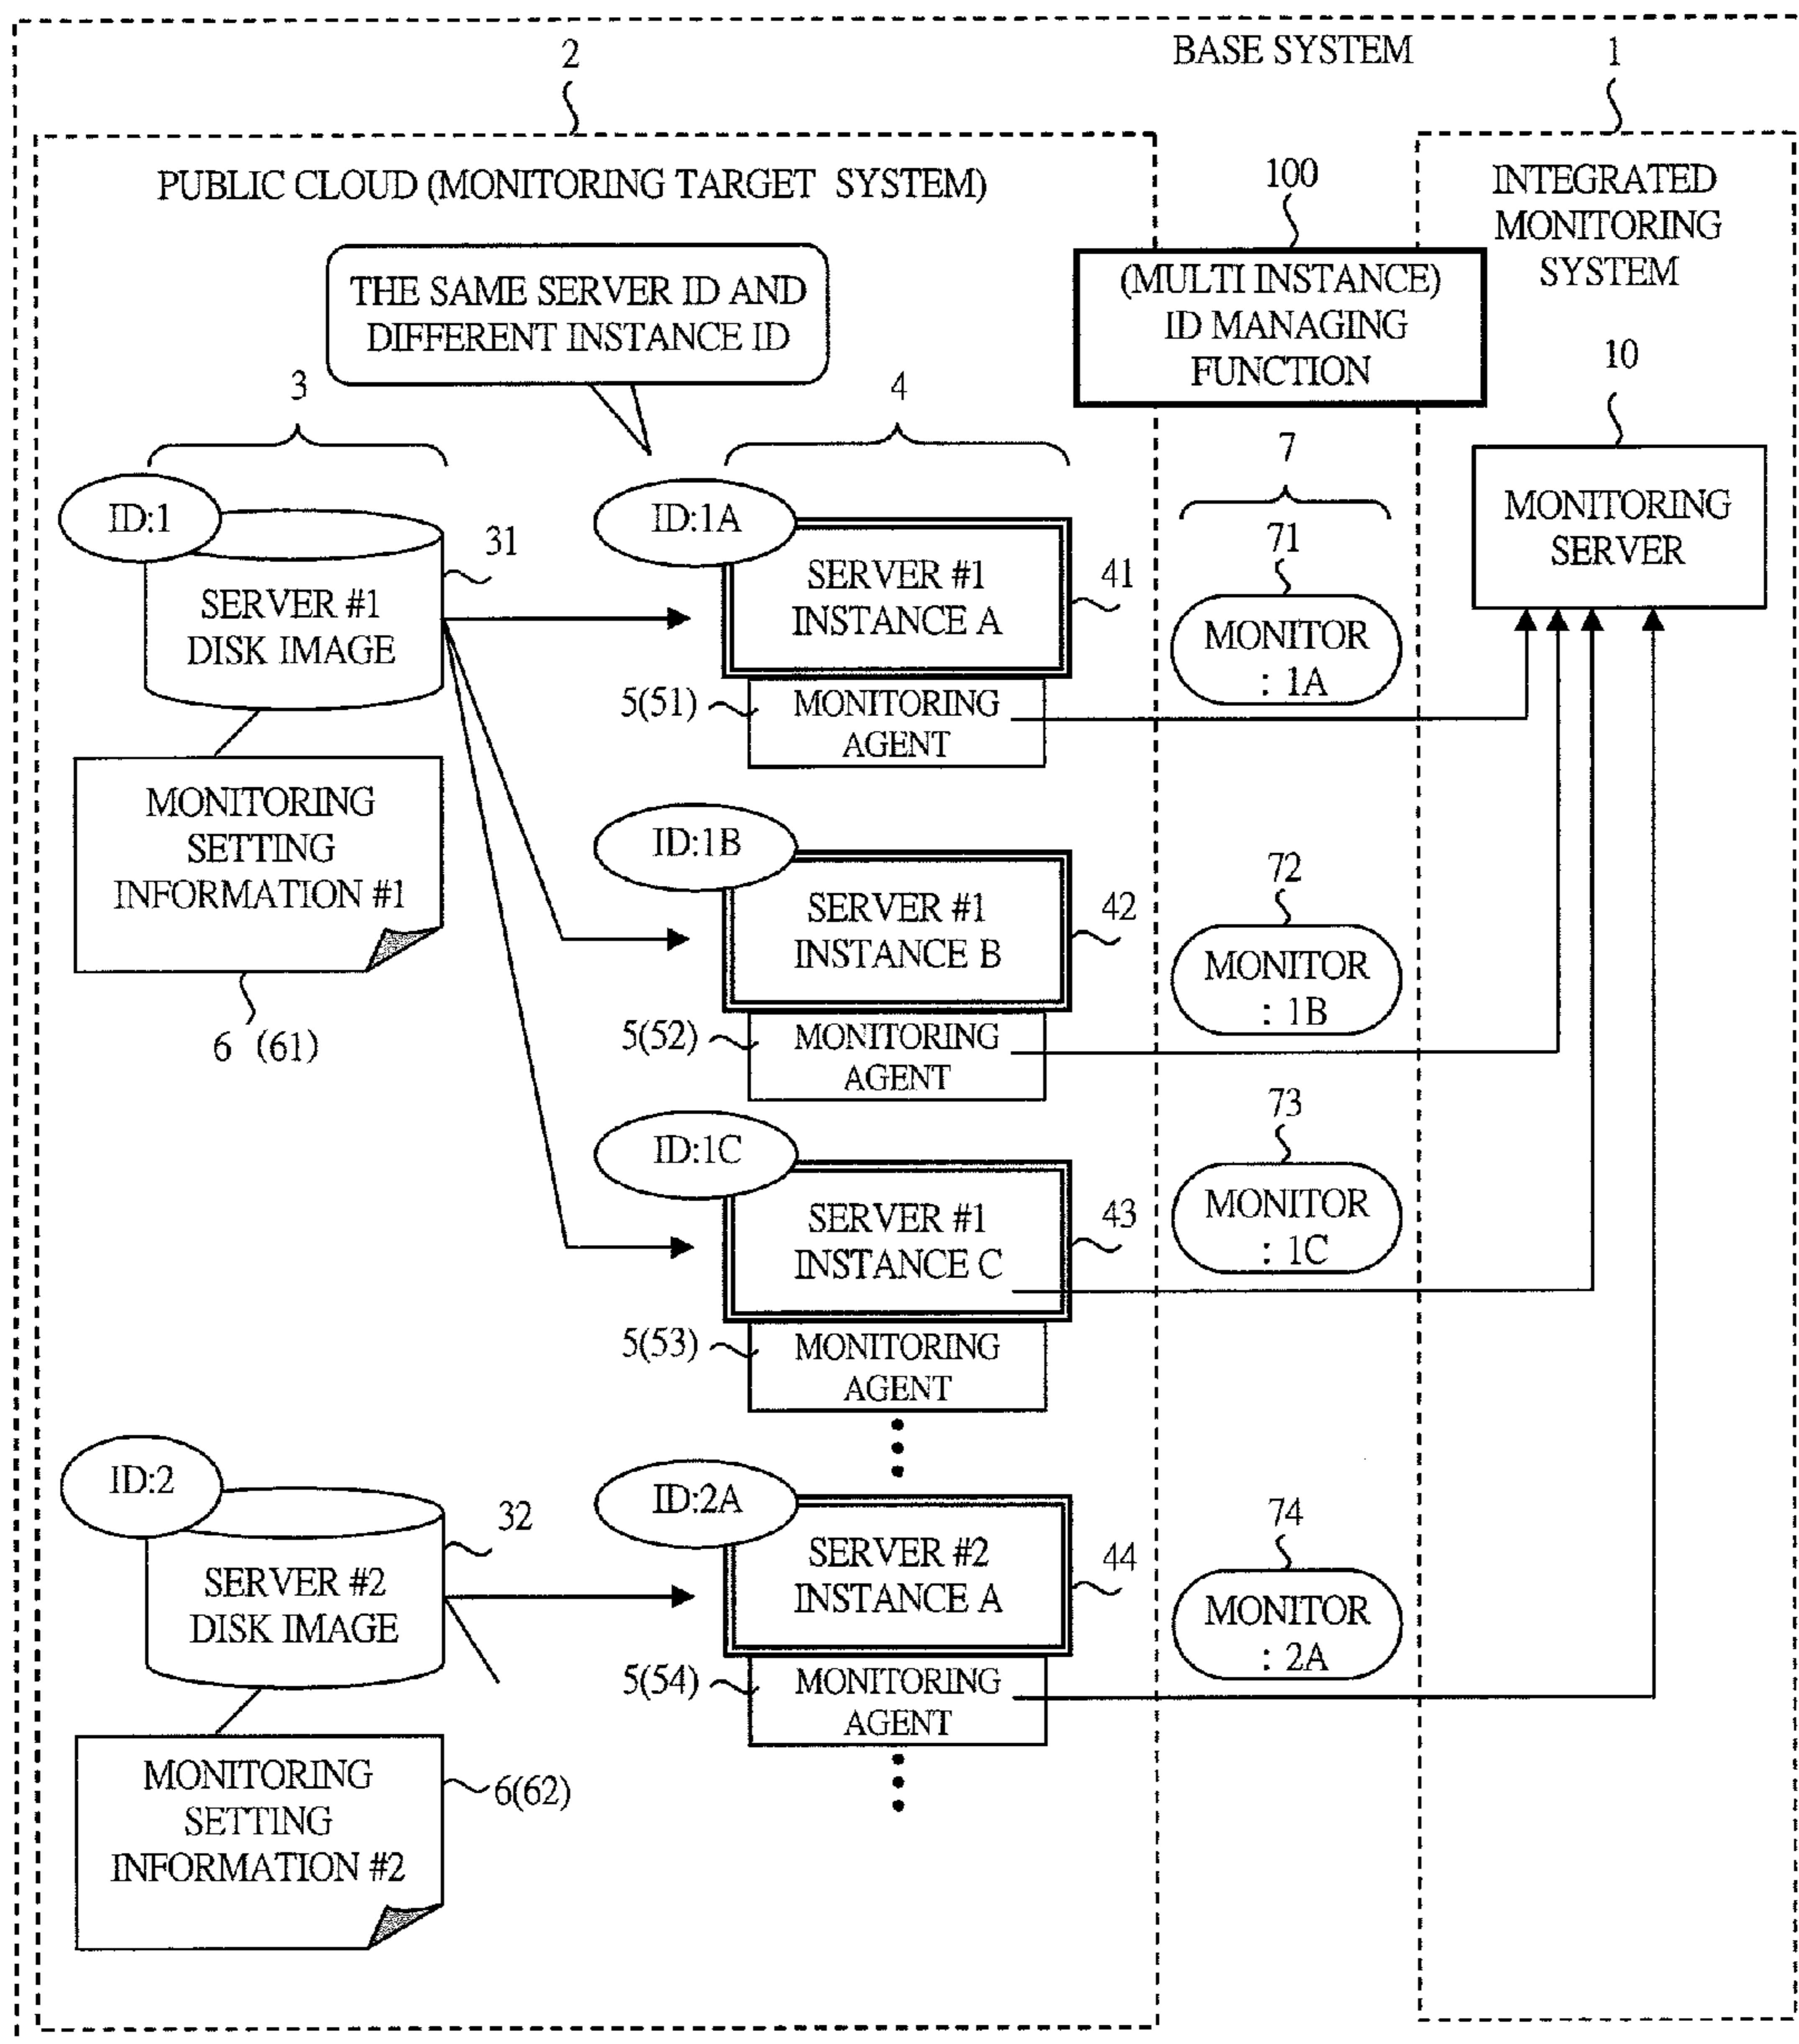 BASE SYSTEM
2
1
PUBLIC CLOUD (MONITORING TARGET SYSTEM)
100
INTEGRATED
MONITORING
SYSTEM
(MULTI INSTANCE)
ID MANAGING
FUNCTION
THE SAME SERVER ID AND
DIFFERENT INSTANCE ID
3
4
7
10
MONITORING
SERVER
ID:1
SERVER #1
DISK IMAGE
31
MONITORING
SETTING
INFORMATION #1
6 (61)
ID:1A
SERVER #1
INSTANCE A
41
5(51)
MONITORING
AGENT
71
MONITOR
: 1A
ID:1B
SERVER #1
INSTANCE B
42
5(52)
MONITORING
AGENT
72
MONITOR
: 1B
ID:1C
SERVER #1
INSTANCE C
43
5(53)
MONITORING
AGENT
73
MONITOR
: 1C
ID:2
SERVER #2
DISK IMAGE
32
MONITORING
SETTING
INFORMATION #2
6(62)
ID:2A
SERVER #2
INSTANCE A
44
5(54)
MONITORING
AGENT
74
MONITOR
: 2A